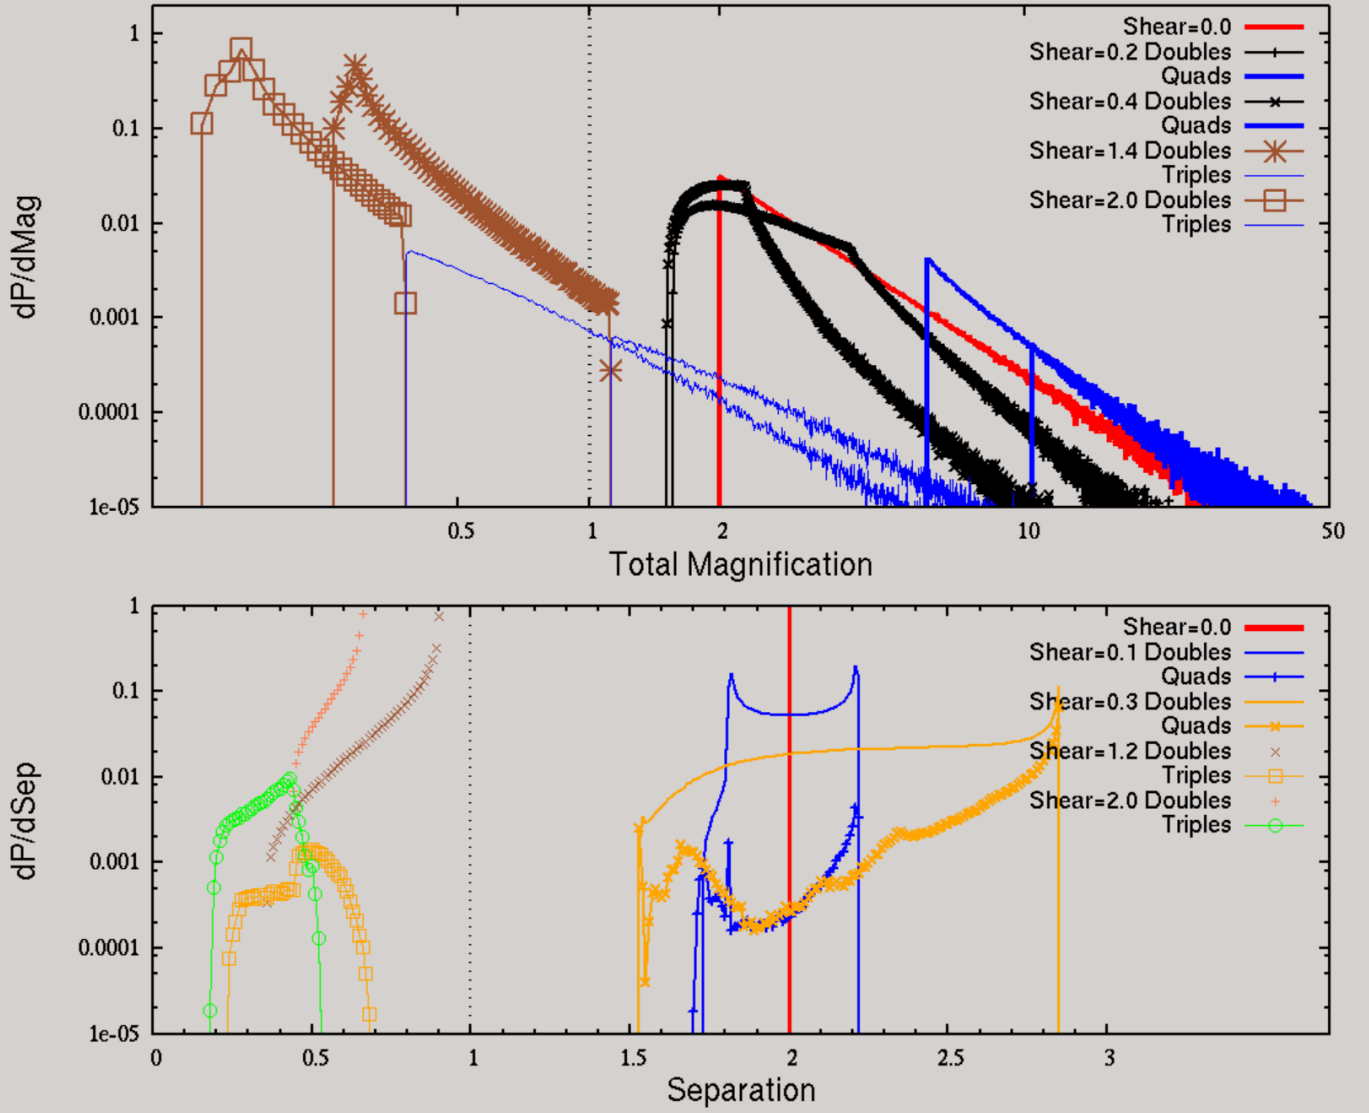 1
0.1
0.01
0.001
0.0001
1e-05
dP/dMag
Shear=0.0
Shear=0.2 Doubles
Quads
Shear=0.4 Doubles
Quads
Shear=1.4 Doubles
Triples
Shear=2.0 Doubles
Triples
0.5 1 2 10 50
Total Magnification
1
0.1
0.01
0.001
0.0001
1e-05
dP/dSep
Shear=0.0
Shear=0.1 Doubles
Quads
Shear=0.3 Doubles
Quads
Shear=1.2 Doubles
Triples
Shear=2.0 Doubles
Triples
0 0.5 1 1.5 2 2.5 3
Separation